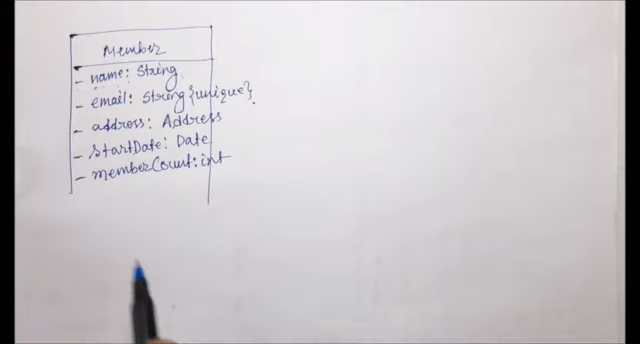 Member
- name: String
- email: String {unique}
- address: Address
- startDate: Date
- memberCount: int